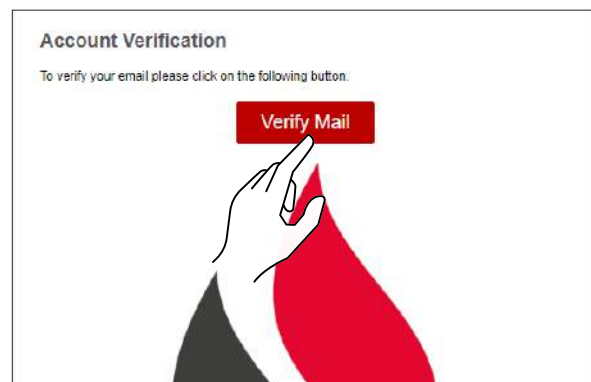 Account Verification
To verify your email please click on the following button.
Verify Mail